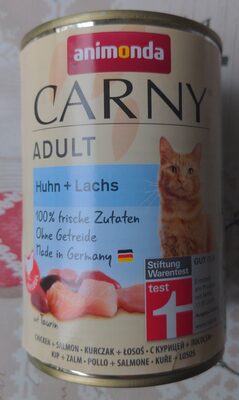 animonda
CARNY
ADULT
Huhn + Lachs
100% frische Zutaten
Ohne Getreide
Made in Germany
Stiftung
Warentest
GUT
test
1
mit Taurin
CHICKEN + SALMON • KURCZAK + ŁOSOŚ • С КУРИЦЕЙ +
KIP + ZALM • POLLO + SALMONE • KUŘE + LOSOS